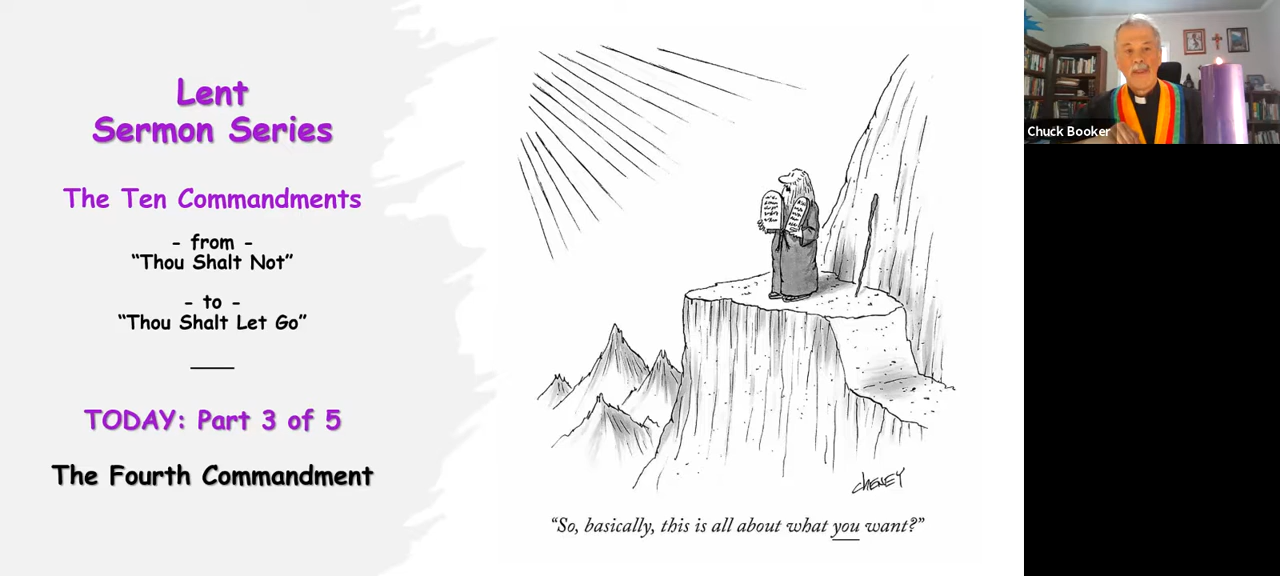 Lent
Sermon Series
The Ten Commandments
- from -
“Thou Shalt Not”
- to -
“Thou Shalt Let Go”
TODAY: Part 3 of 5
The Fourth Commandment
CHENEY
“So, basically, this is all about what you want?”
Chuck Booker